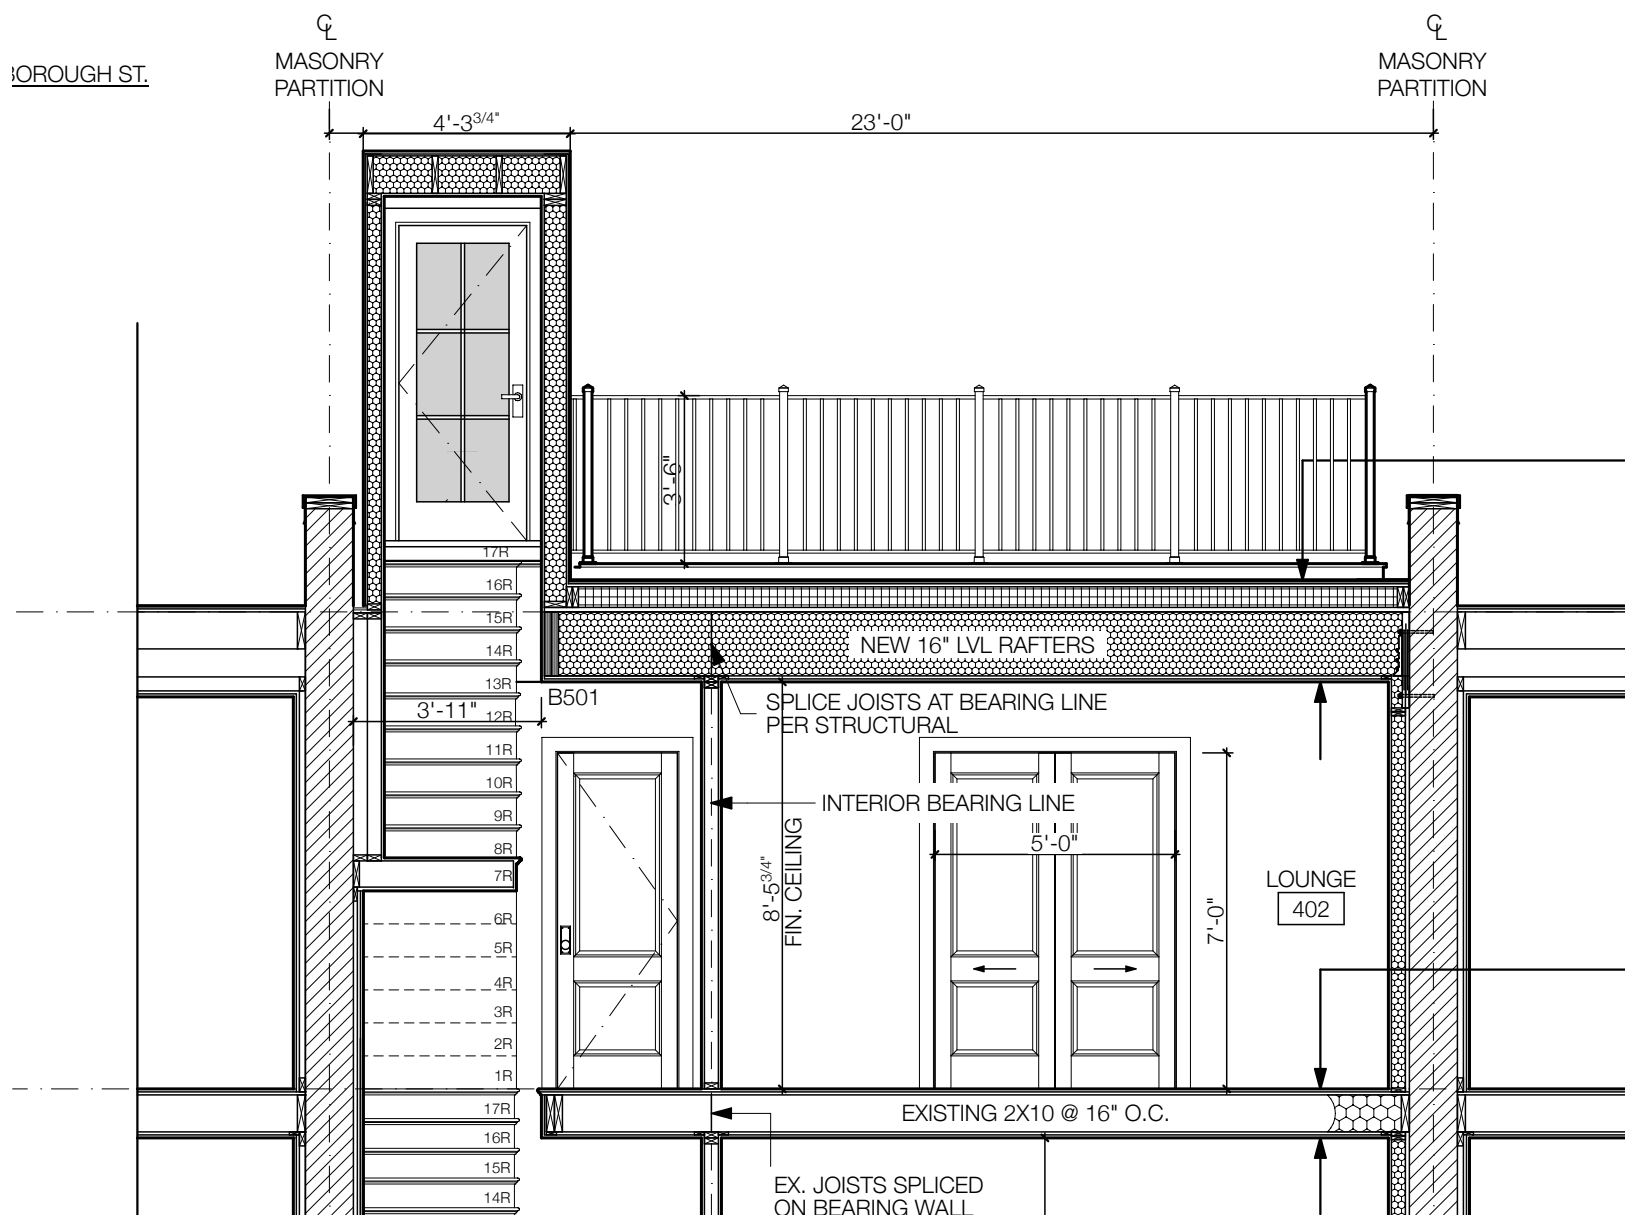 ℄
MASONRY
PARTITION
℄
MASONRY
PARTITION
BOROUGH ST.
4'-3 3/4"
23'-0"
3'-6"
17R
16R
15R
14R
13R
12R
11R
10R
9R
8R
7R
6R
5R
4R
3R
2R
1R
17R
16R
15R
14R
NEW 16" LVL RAFTERS
B501
3'-11"
SPLICE JOISTS AT BEARING LINE
PER STRUCTURAL
INTERIOR BEARING LINE
8'-5 3/4"
FIN. CEILING
5'-0"
7'-0"
LOUNGE
402
EXISTING 2X10 @ 16" O.C.
EX. JOISTS SPLICED
ON BEARING WALL